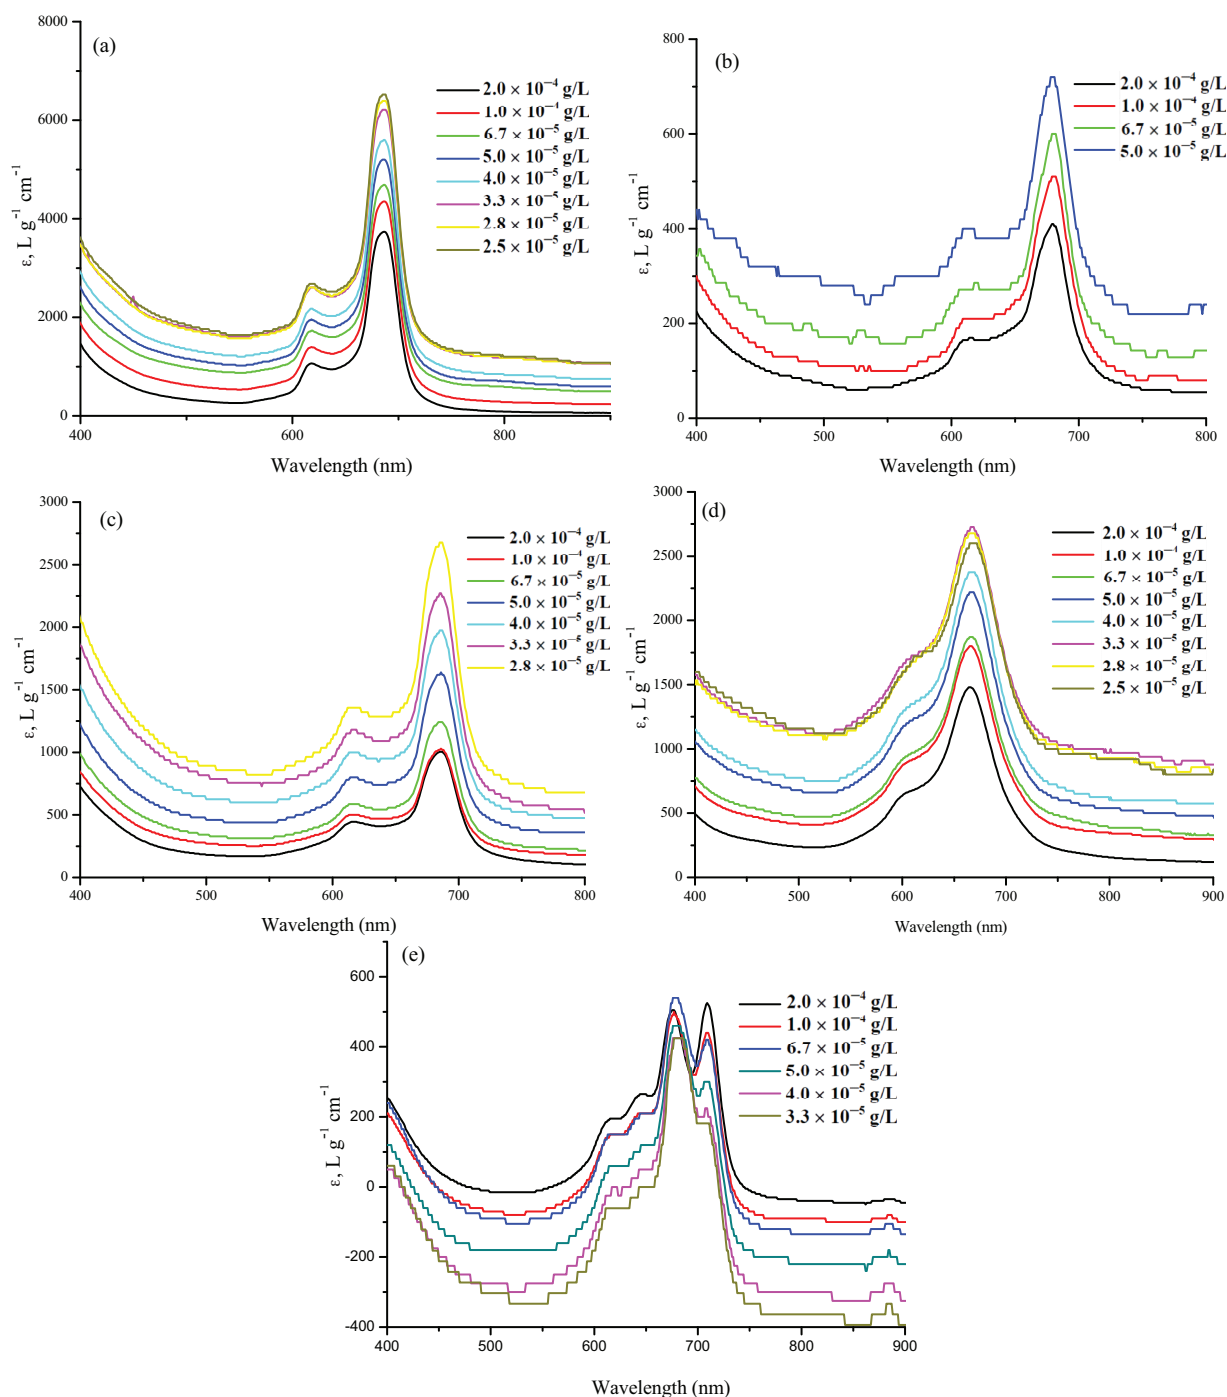 (a)
8000
6000
4000
2000
0
ε, L g⁻¹ cm⁻¹
2.0 × 10⁻⁴ g/L
1.0 × 10⁻⁴ g/L
6.7 × 10⁻⁵ g/L
5.0 × 10⁻⁵ g/L
4.0 × 10⁻⁵ g/L
3.3 × 10⁻⁵ g/L
2.8 × 10⁻⁵ g/L
2.5 × 10⁻⁵ g/L
400 600 800
Wavelength (nm)
(b)
800
600
400
200
0
ε, L g⁻¹ cm⁻¹
2.0 × 10⁻⁴ g/L
1.0 × 10⁻⁴ g/L
6.7 × 10⁻⁵ g/L
5.0 × 10⁻⁵ g/L
400 500 600 700 800
Wavelength (nm)
(c)
3000
2500
2000
1500
1000
500
0
ε, L g⁻¹ cm⁻¹
2.0 × 10⁻⁴ g/L
1.0 × 10⁻⁴ g/L
6.7 × 10⁻⁵ g/L
5.0 × 10⁻⁵ g/L
4.0 × 10⁻⁵ g/L
3.3 × 10⁻⁵ g/L
2.8 × 10⁻⁵ g/L
400 500 600 700 800
Wavelength (nm)
(d)
3000
2500
2000
1500
1000
500
0
ε, L g⁻¹ cm⁻¹
2.0 × 10⁻⁴ g/L
1.0 × 10⁻⁴ g/L
6.7 × 10⁻⁵ g/L
5.0 × 10⁻⁵ g/L
4.0 × 10⁻⁵ g/L
3.3 × 10⁻⁵ g/L
2.8 × 10⁻⁵ g/L
2.5 × 10⁻⁵ g/L
400 500 600 700 800 900
Wavelength (nm)
(e)
600
400
200
0
-200
-400
ε, L g⁻¹ cm⁻¹
2.0 × 10⁻⁴ g/L
1.0 × 10⁻⁴ g/L
6.7 × 10⁻⁵ g/L
5.0 × 10⁻⁵ g/L
4.0 × 10⁻⁵ g/L
3.3 × 10⁻⁵ g/L
400 500 600 700 800 900
Wavelength (nm)